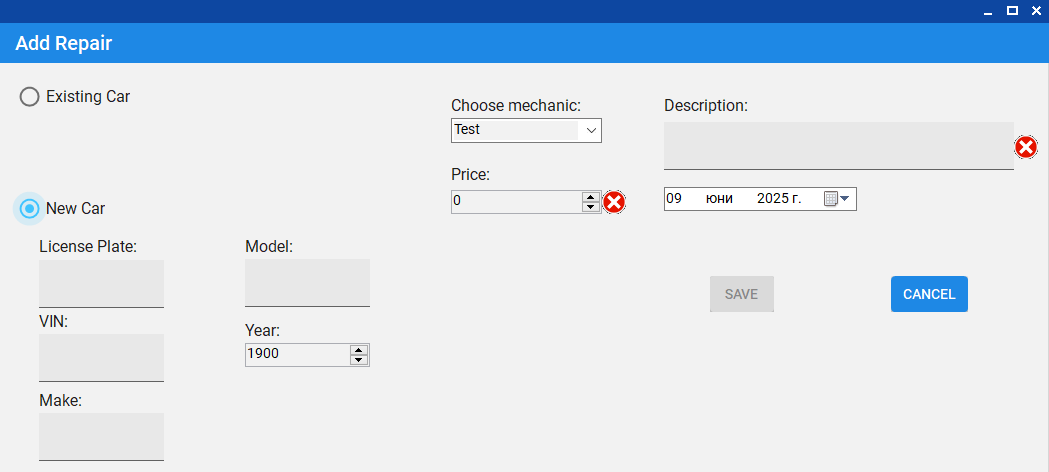 Add Repair
Existing Car
Choose mechanic:
Test
Description:
Price:
0
09 юни 2025 г.
New Car
License Plate:
Model:
VIN:
Year:
1900
Make:
SAVE
CANCEL